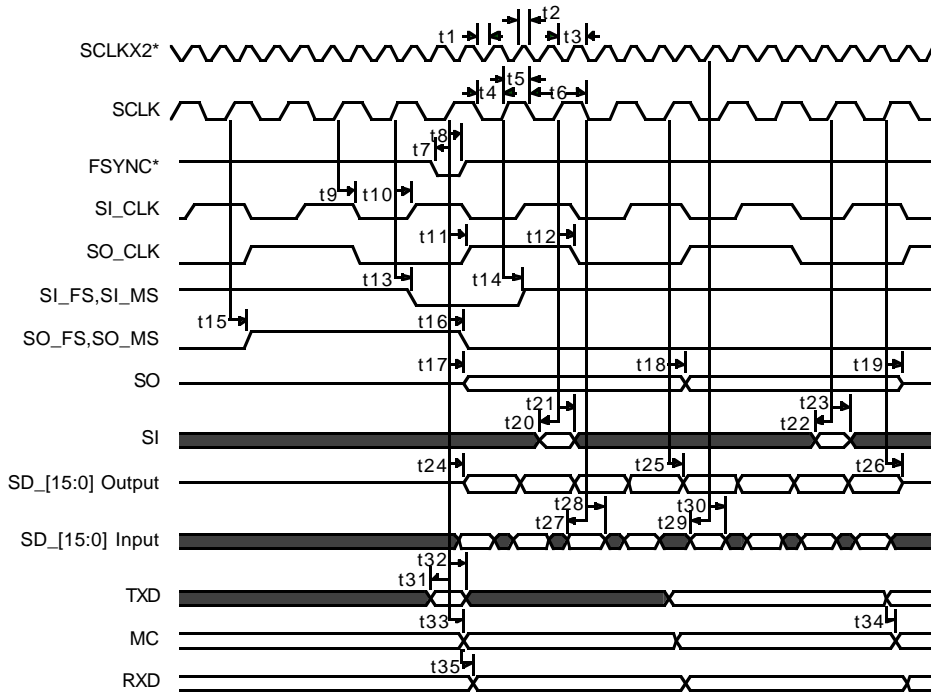 t2
t1
t3
SCLKX2*
t5
t4
t6
SCLK
t8
t7
FSYNC*
t9
t10
SI_CLK
t11
t12
SO_CLK
t13
t14
SI_FS,SI_MS
t15
t16
SO_FS,SO_MS
t17
t18
t19
SO
t21
t23
t20
t22
SI
t24
t25
t26
SD_[15:0] Output
t28
t30
t27
t29
SD_[15:0] Input
t32
t31
TXD
t33
t34
MC
t35
RXD